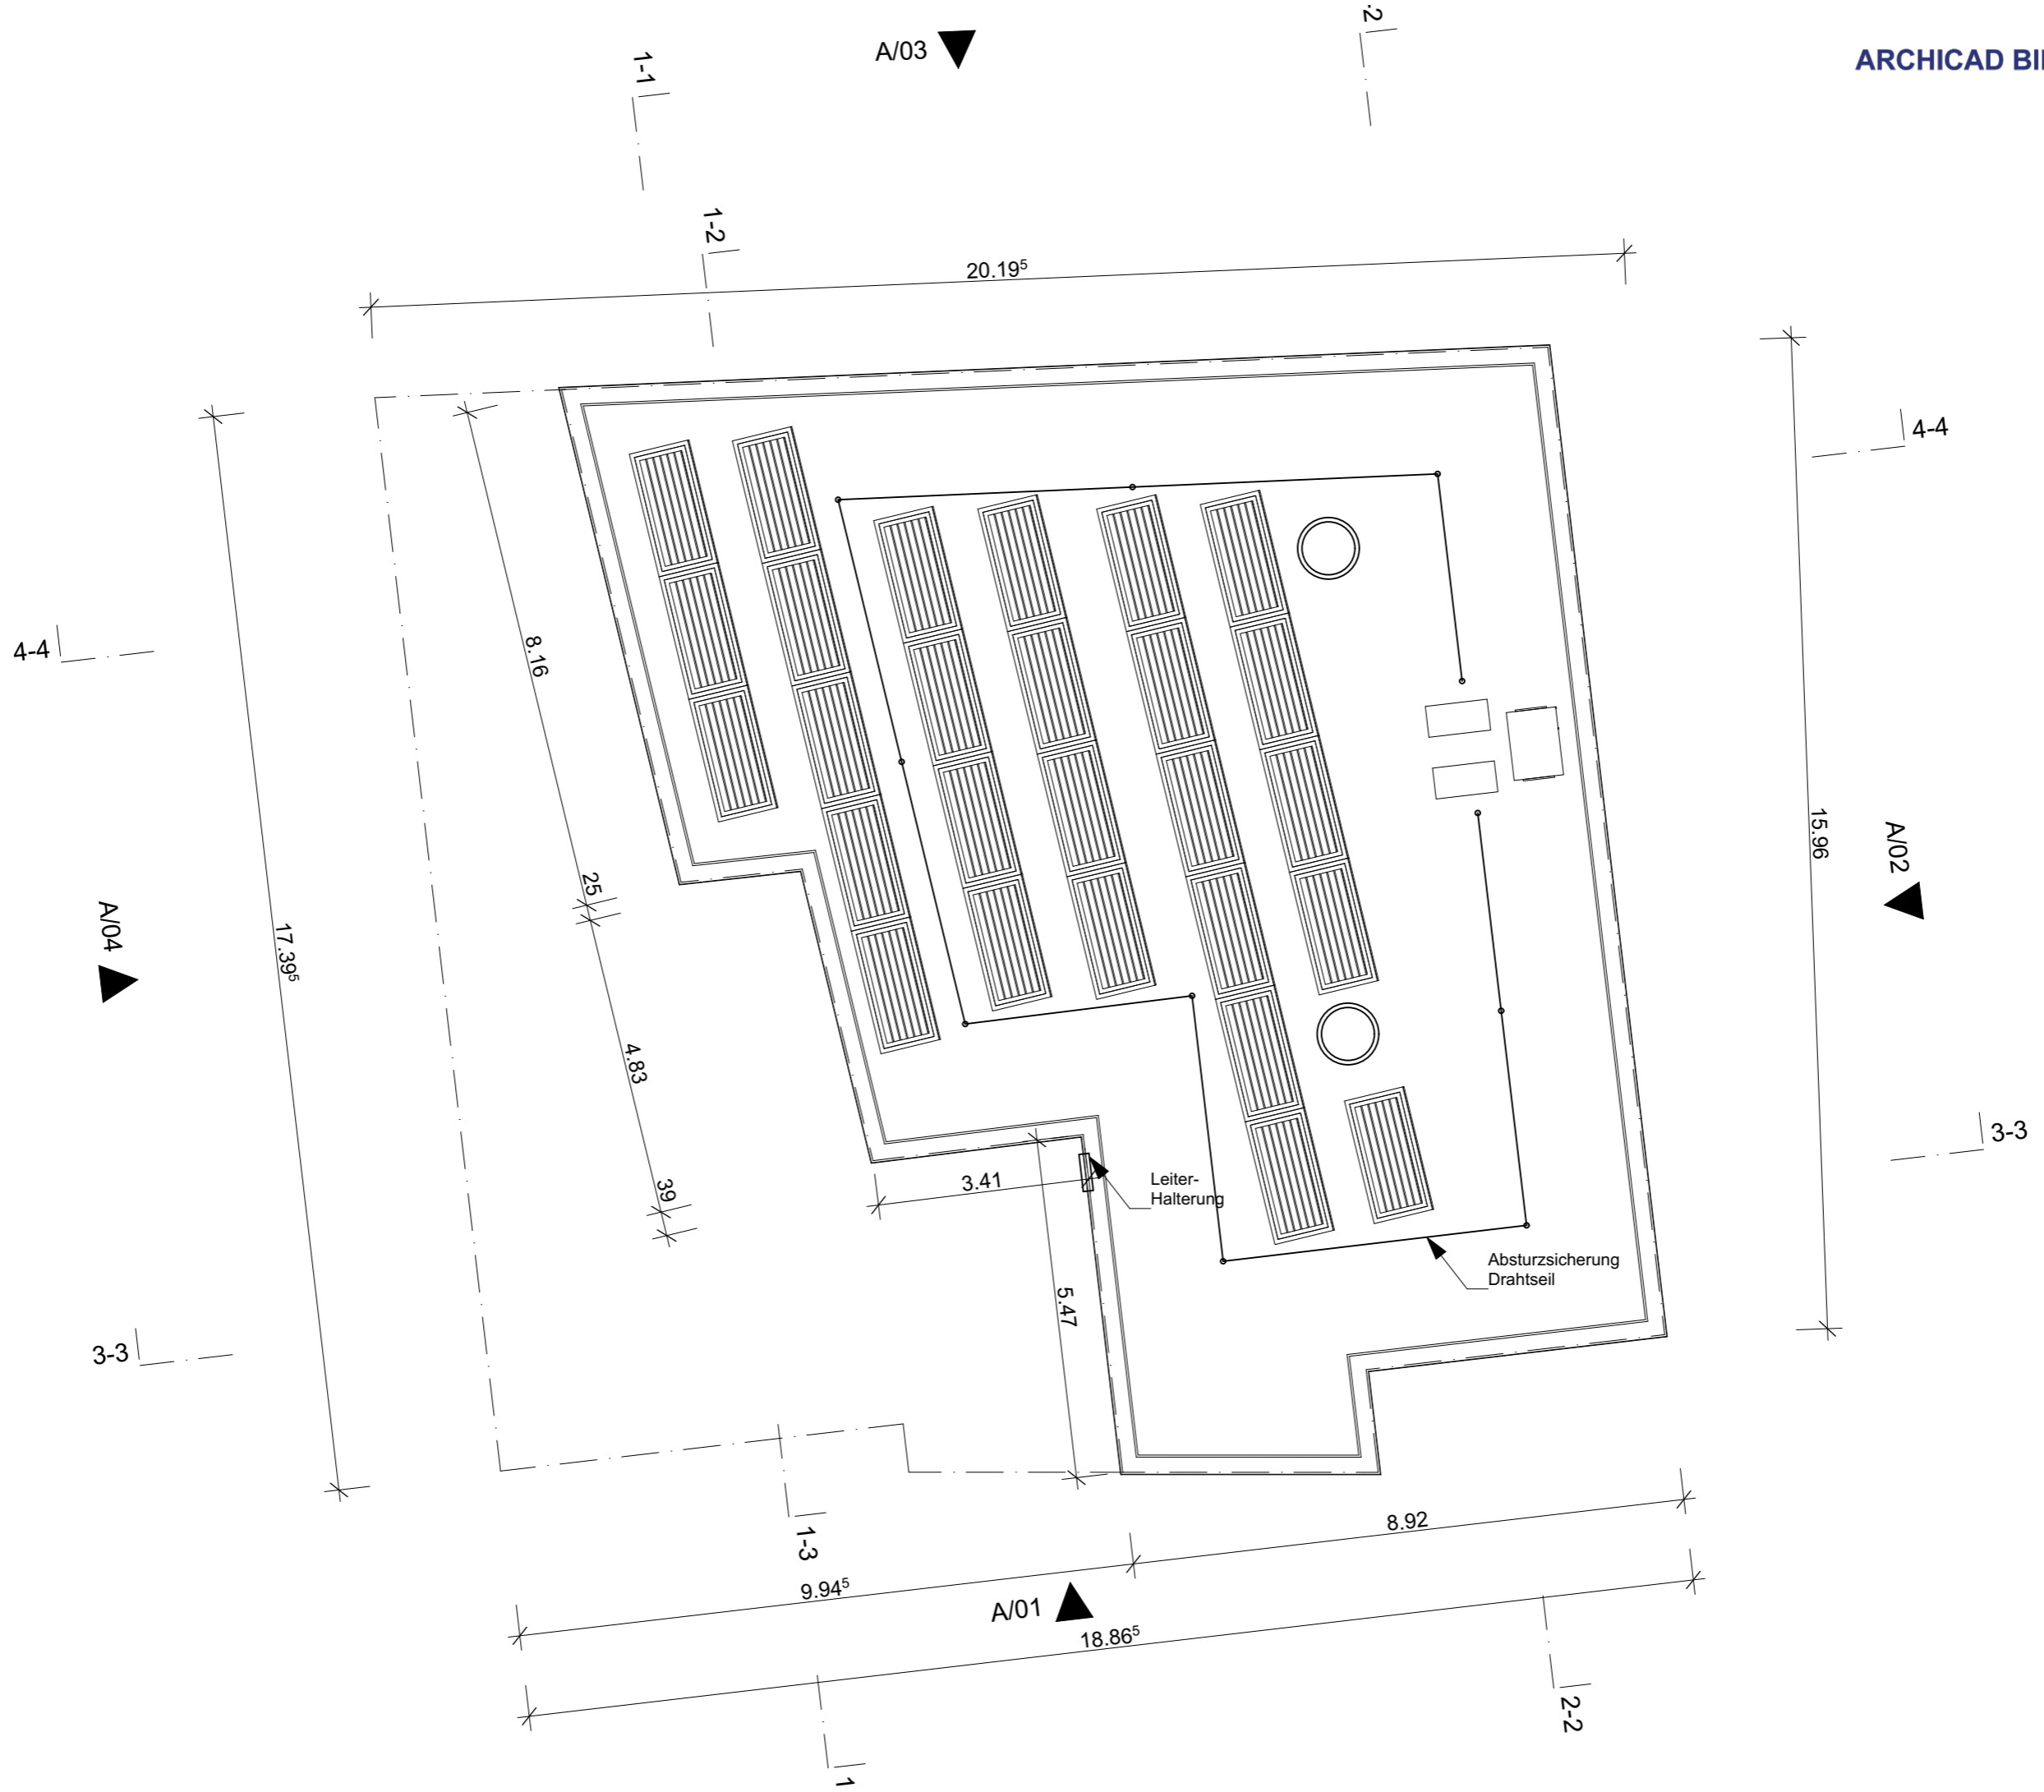 .2
A/03
ARCHICAD BI
1-1
1-2
20.19⁵
4-4
8.16
4-4
15.96
A/02
25
A/04
17.39⁵
4.83
3-3
39
3.41
Leiter-
Halterung
Absturzsicherung
Drahtseil
5.47
3-3
8.92
1-3
9.94⁵
A/01
18.86⁵
2-2
1